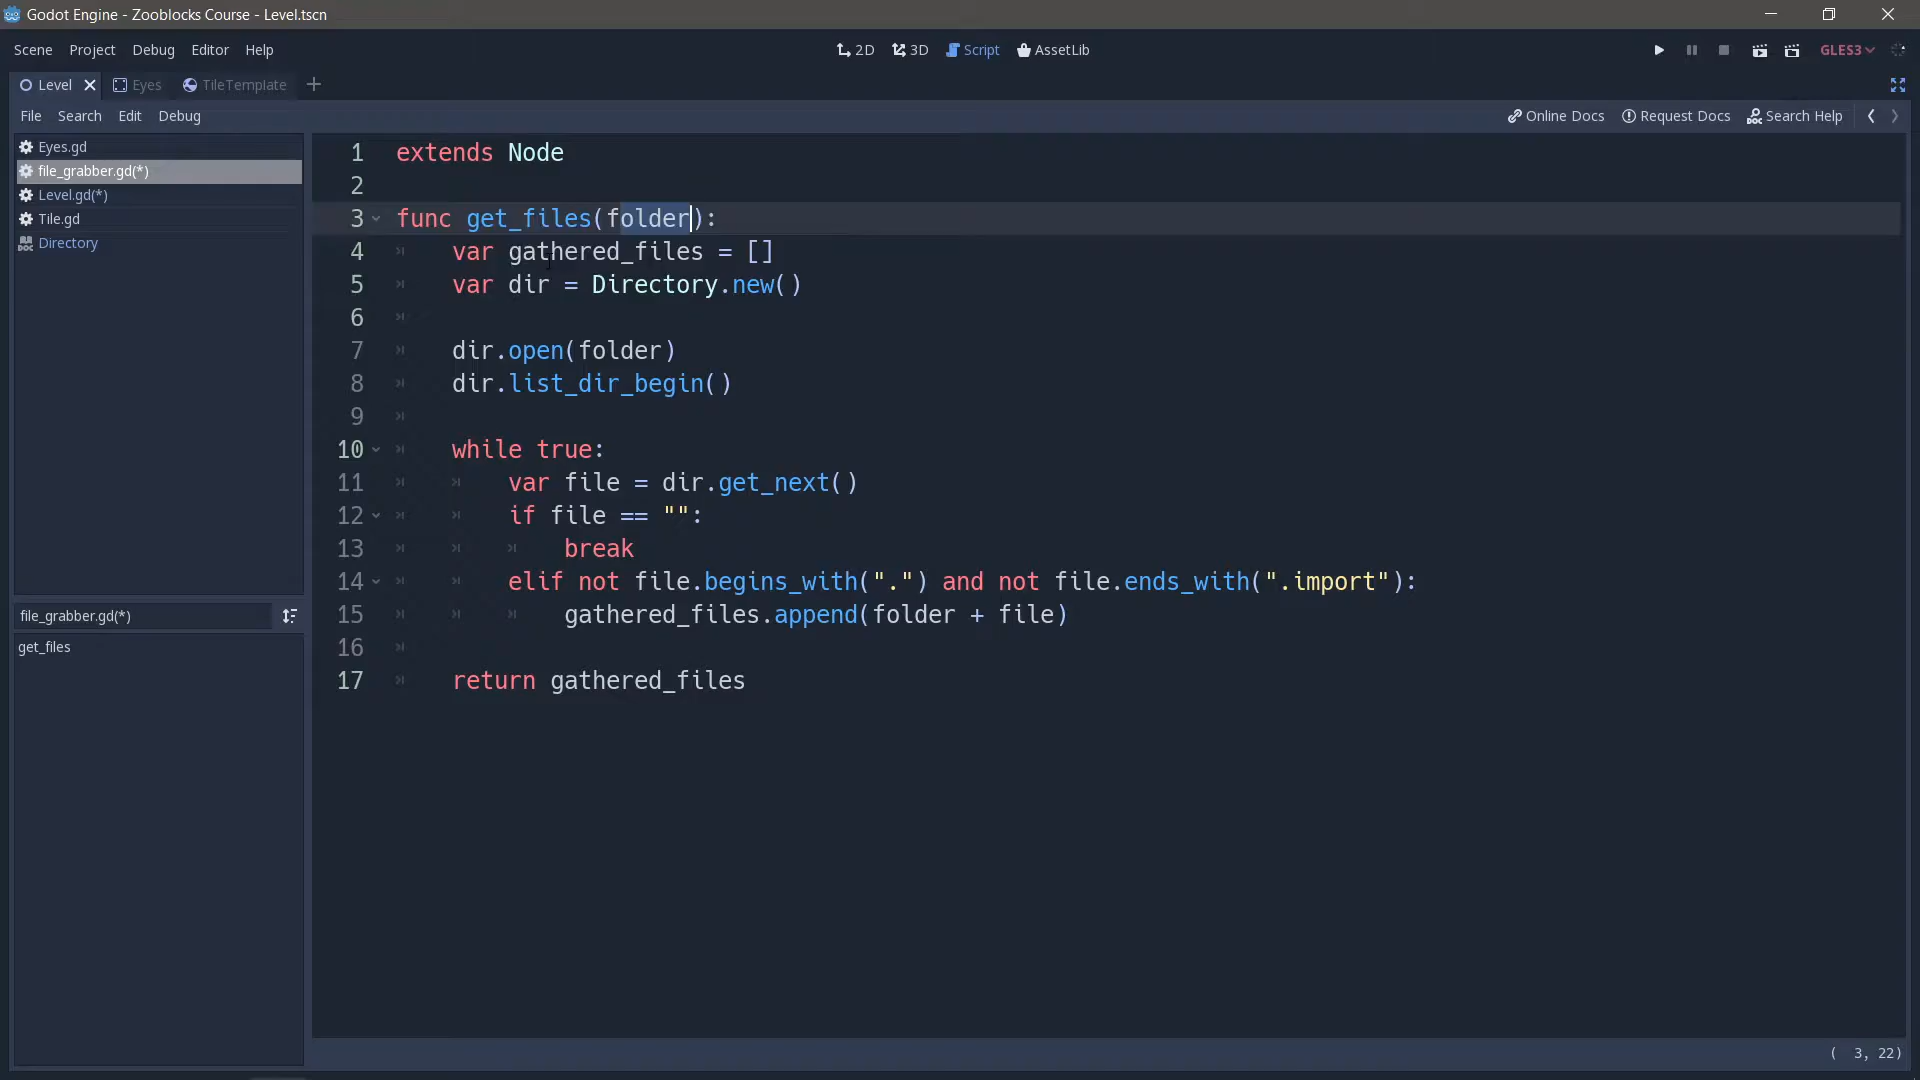 Godot Engine - Zooblocks Course - Level.tscn
Scene Project Debug Editor Help
2D 3D Script AssetLib
GLES3
Level Eyes TileTemplate
File Search Edit Debug
Online Docs Request Docs Search Help
Eyes.gd
file_grabber.gd(*)
Level.gd(*)
Tile.gd
Directory
file_grabber.gd(*)
get_files
1 extends Node
2
3 func get_files(folder):
4 var gathered_files = []
5 var dir = Directory.new()
6
7 dir.open(folder)
8 dir.list_dir_begin()
9
10 while true:
11 var file = dir.get_next()
12 if file == "":
13 break
14 elif not file.begins_with(".") and not file.ends_with(".import"):
15 gathered_files.append(folder + file)
16
17 return gathered_files
( 3, 22)